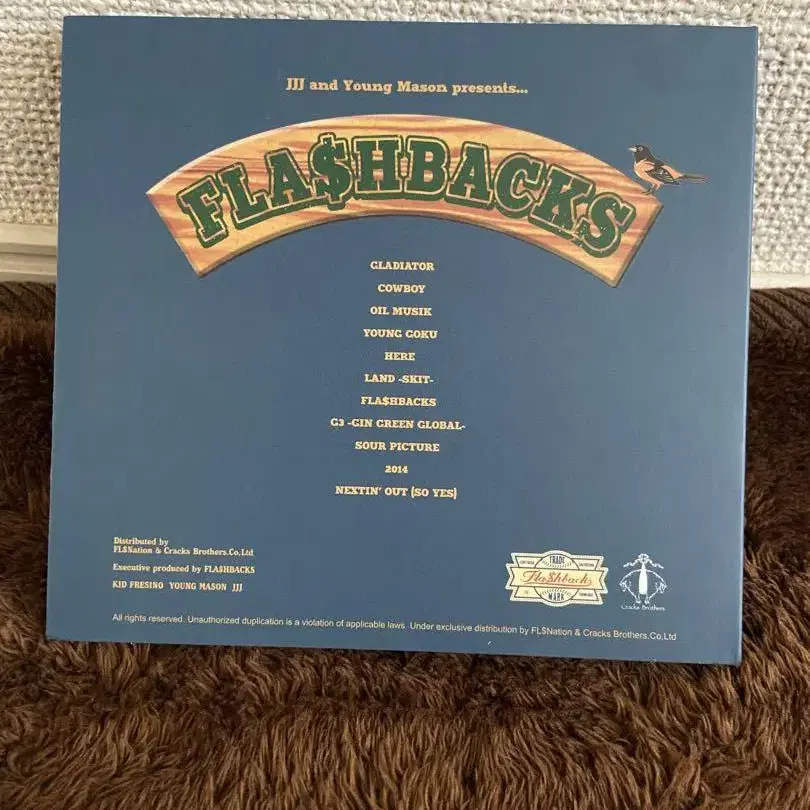 JJJ and Young Mason presents...
FLA$HBACKS
GLADIATOR
COWBOY
OIL MUSIK
YOUNG GOKU
HERE
LAND -SKIT-
FLA$HBACKS
G3 -GIN GREEN GLOBAL-
SOUR PICTURE
2014
NEXTIN' OUT (SO YES)
Distributed by
FL$Nation & Cracks Brothers.Co,Ltd
Executive produced by FLA$HBACKS
KID FRESINO YOUNG MASON JJJ
TRADE
Fla$hbacks
MARK
Cracks Brothers
All rights reserved. Unauthorized duplication is a violation of applicable laws. Under exclusive distribution by FL$Nation & Cracks Brothers.Co,Ltd